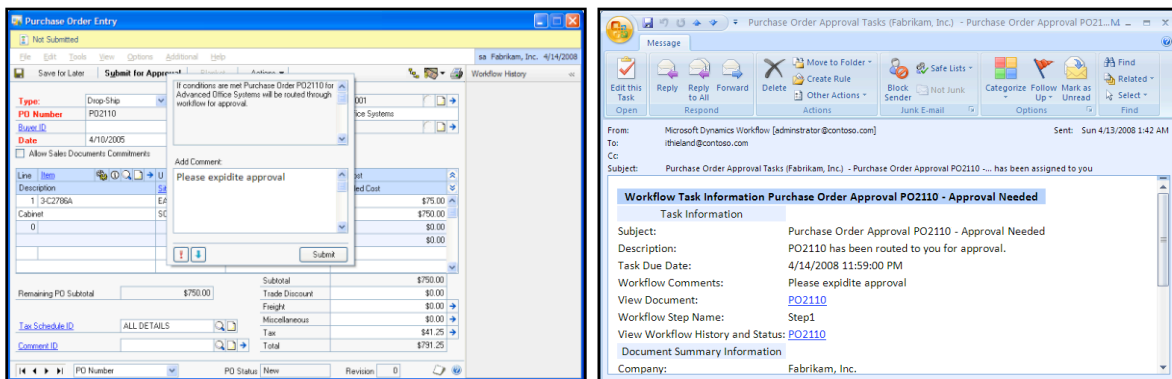 Purchase Order Entry
Not Submitted
File Edit Tools View Options Additional Help
sa Fabrikam, Inc. 4/14/2008
Save for Later Submit for Approval Actions
Workflow History
If conditions are met Purchase Order PO2110 for
Advanced Office Systems will be routed through
workflow for approval.
Type: Drop-Ship
PO Number PO2110
Buyer ID
Date 4/10/2005
Allow Sales Documents Commitments
Add Comment:
Please expidite approval
Line Item U
Description
1 3-C2786A EA $75.00
Cabinet $750.00
0 $0.00
$0.00
Submit
Subtotal $750.00
Remaining PO Subtotal $750.00 Trade Discount $0.00
Freight $0.00
Miscellaneous $0.00
Tax Schedule ID ALL DETAILS Tax $41.25
Comment ID Total $791.25
PO Number PO Status New Revision 0
Purchase Order Approval Tasks (Fabrikam, Inc.) - Purchase Order Approval PO21...
Message
Edit this Task
Reply
Reply to All
Forward
Delete
Move to Folder
Create Rule
Other Actions
Block Sender
Safe Lists
Not Junk
Categorize
Follow Up
Mark as Unread
Find
Related
Select
Open Respond Actions Junk E-mail Options Find
From: Microsoft Dynamics Workflow [adminstrator@contoso.com] Sent: Sun 4/13/2008 1:42 AM
To: ithieland@contoso.com
Cc:
Subject: Purchase Order Approval Tasks (Fabrikam, Inc.) - Purchase Order Approval PO2110 -... has been assigned to you
Workflow Task Information Purchase Order Approval PO2110 - Approval Needed
Task Information
Subject: Purchase Order Approval PO2110 - Approval Needed
Description: PO2110 has been routed to you for approval.
Task Due Date: 4/14/2008 11:59:00 PM
Workflow Comments: Please expidite approval
View Document: PO2110
Workflow Step Name: Step1
View Workflow History and Status: PO2110
Document Summary Information
Company: Fabrikam, Inc.